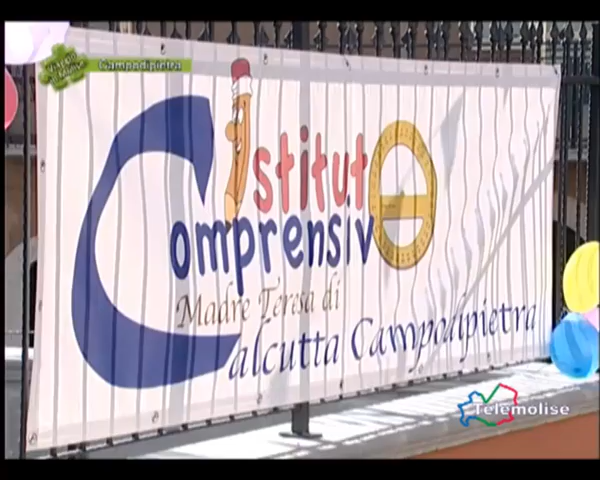 Campodipietra
Istituto
Comprensivo
Madre Teresa di
Calcutta Campodipietra
Telemolise